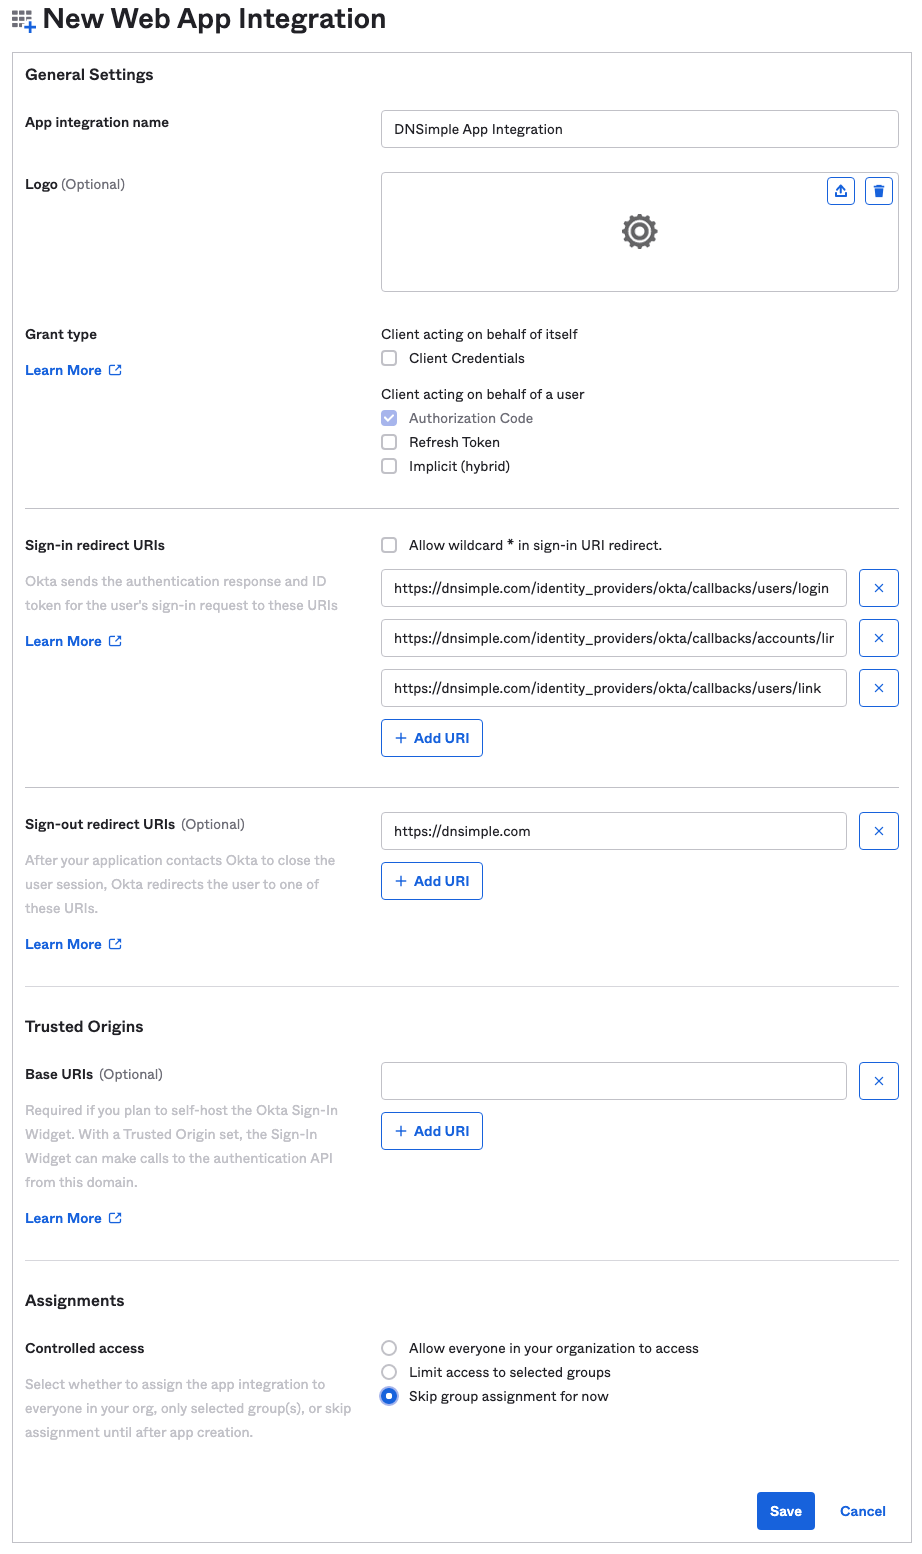 New Web App Integration
General Settings
App integration name
DNSimple App Integration
Logo (Optional)
Grant type
Learn More
Client acting on behalf of itself
Client Credentials
Client acting on behalf of a user
Authorization Code
Refresh Token
Implicit (hybrid)
Sign-in redirect URIs
Okta sends the authentication response and ID
token for the user's sign-in request to these URIs
Learn More
Allow wildcard * in sign-in URI redirect.
https://dnsimple.com/identity_providers/okta/callbacks/users/login
https://dnsimple.com/identity_providers/okta/callbacks/accounts/lir
https://dnsimple.com/identity_providers/okta/callbacks/users/link
+ Add URI
Sign-out redirect URIs (Optional)
After your application contacts Okta to close the
user session, Okta redirects the user to one of
these URIs.
Learn More
https://dnsimple.com
+ Add URI
Trusted Origins
Base URIs (Optional)
Required if you plan to self-host the Okta Sign-In
Widget. With a Trusted Origin set, the Sign-In
Widget can make calls to the authentication API
from this domain.
Learn More
+ Add URI
Assignments
Controlled access
Select whether to assign the app integration to
everyone in your org, only selected group(s), or skip
assignment until after app creation.
Allow everyone in your organization to access
Limit access to selected groups
Skip group assignment for now
Save
Cancel